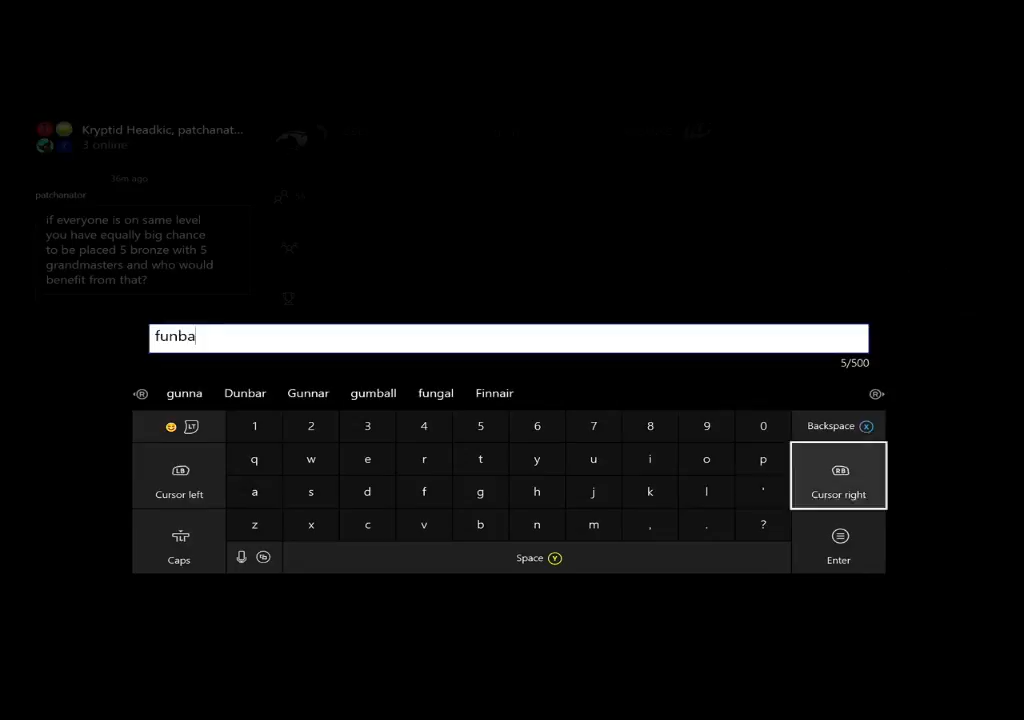 Kryptid Headkic, patchanat...
3 online
16m ago
patchanator
if everyone is on same level
you have equally big chance
to be placed 5 bronze with 5
grandmasters and who would
benefit from that?
funba
5/500
R gunna Dunbar Gunnar gumball fungal Finnair R
LT 1 2 3 4 5 6 7 8 9 0 Backspace X
q w e r t y u i o p
LB RB
Cursor left a s d f g h j k l ' Cursor right
z x c v b n m , . ?
Caps Space Y Enter